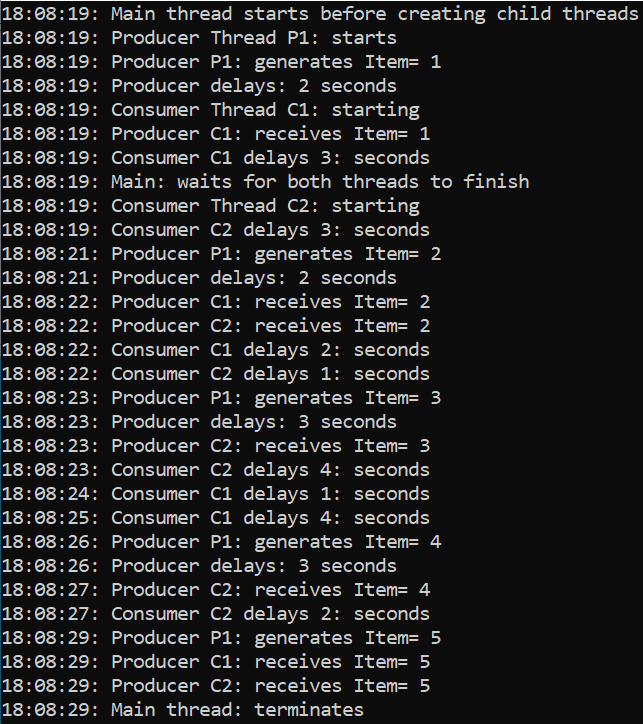 18:08:19: Main thread starts before creating child threads
18:08:19: Producer Thread P1: starts
18:08:19: Producer P1: generates Item= 1
18:08:19: Producer delays: 2 seconds
18:08:19: Consumer Thread C1: starting
18:08:19: Producer C1: receives Item= 1
18:08:19: Consumer C1 delays 3: seconds
18:08:19: Main: waits for both threads to finish
18:08:19: Consumer Thread C2: starting
18:08:19: Consumer C2 delays 3: seconds
18:08:21: Producer P1: generates Item= 2
18:08:21: Producer delays: 2 seconds
18:08:22: Producer C1: receives Item= 2
18:08:22: Producer C2: receives Item= 2
18:08:22: Consumer C1 delays 2: seconds
18:08:22: Consumer C2 delays 1: seconds
18:08:23: Producer P1: generates Item= 3
18:08:23: Producer delays: 3 seconds
18:08:23: Producer C2: receives Item= 3
18:08:23: Consumer C2 delays 4: seconds
18:08:24: Consumer C1 delays 1: seconds
18:08:25: Consumer C1 delays 4: seconds
18:08:26: Producer P1: generates Item= 4
18:08:26: Producer delays: 3 seconds
18:08:27: Producer C2: receives Item= 4
18:08:27: Consumer C2 delays 2: seconds
18:08:29: Producer P1: generates Item= 5
18:08:29: Producer C1: receives Item= 5
18:08:29: Producer C2: receives Item= 5
18:08:29: Main thread: terminates